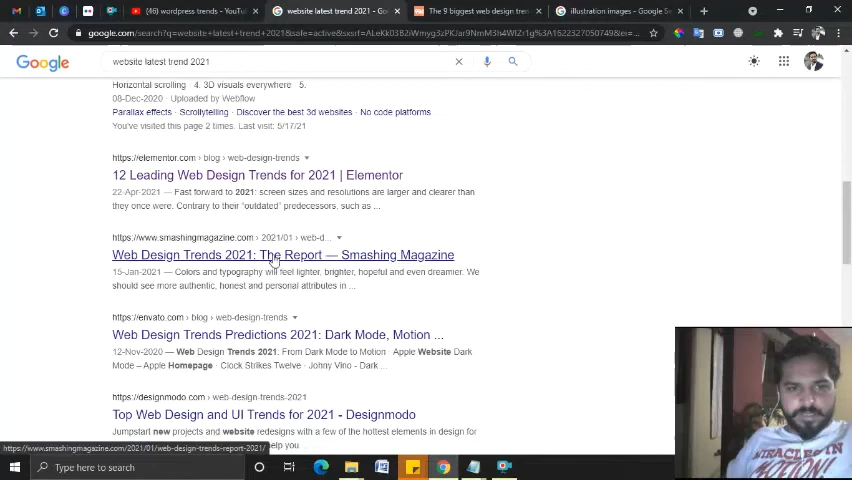 (46) wordpress trends - YouT
website latest trend 2021 - Go
The 9 biggest web design tren
illustration images - Google Se
google.com/search?q=website+latest+trend+2021&safe=active&sxsrf=
Google
website latest trend 2021
Horizontal scrolling · 4. 3D visuals everywhere · 5.
08-Dec-2020 · Uploaded by Webflow
Parallax effects · Scrollytelling · Discover the best 3d websites · No code platforms
You've visited this page 2 times. Last visit: 5/17/21
https://elementor.com › blog › web-design-trends
12 Leading Web Design Trends for 2021 | Elementor
22-Apr-2021 — Fast forward to 2021: screen sizes and resolutions are larger and clearer than
they once were. Contrary to their “outdated” predecessors, such as ...
https://www.smashingmagazine.com › 2021/01 › web-d...
Web Design Trends 2021: The Report — Smashing Magazine
15-Jan-2021 — Colors and typography will feel lighter, brighter, hopeful and even dreamier. We
should see more authentic, honest and personal attributes in ...
https://envato.com › blog › web-design-trends
Web Design Trends Predictions 2021: Dark Mode, Motion ...
12-Nov-2020 — Web Design Trends 2021: From Dark Mode to Motion · Apple Website Dark
Mode – Apple Homepage · Clock Strikes Twelve · Johny Vino - Dark ...
https://designmodo.com › web-design-trends-2021
Top Web Design and UI Trends for 2021 - Designmodo
Jumpstart new projects and website redesigns with a few of the hottest elements in design for
help you.
https://www.smashingmagazine.com/2021/01/web-design-trends-report-2021/
MIRACLES IN
MOTION!
Type here to search